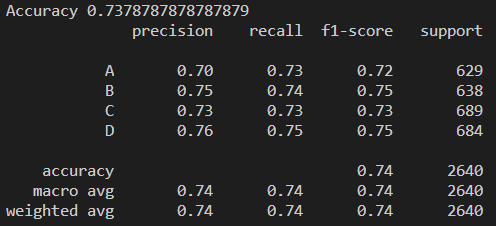 Accuracy 0.7378787878787879
precision recall f1-score support
A 0.70 0.73 0.72 629
B 0.75 0.74 0.75 638
C 0.73 0.73 0.73 689
D 0.76 0.75 0.75 684
accuracy 0.74 2640
macro avg 0.74 0.74 0.74 2640
weighted avg 0.74 0.74 0.74 2640